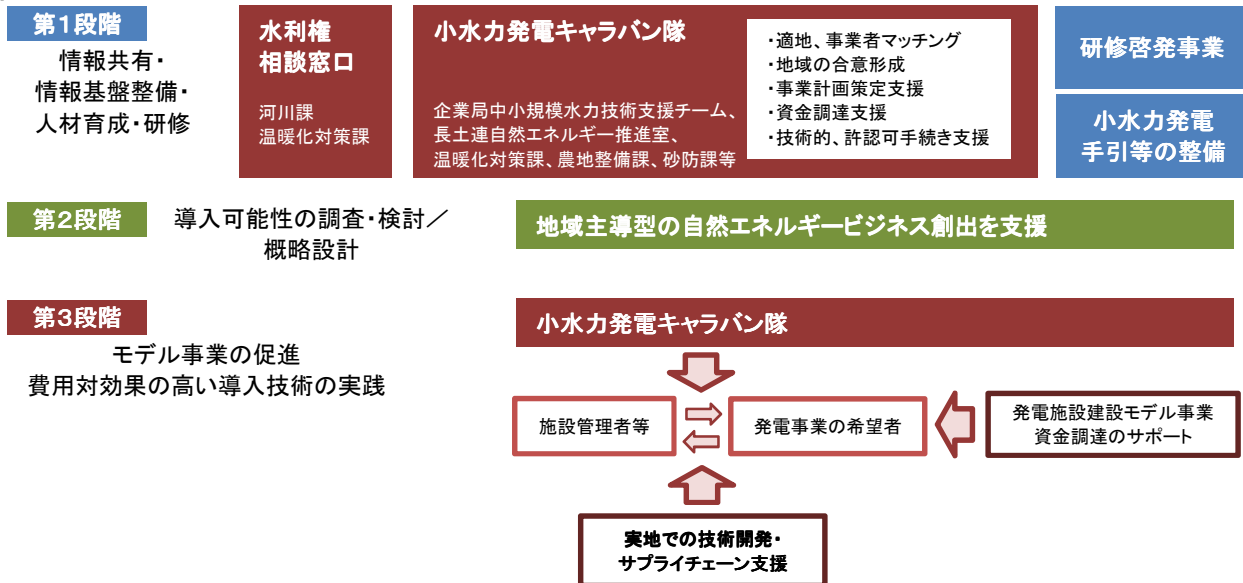 第1段階
情報共有・
情報基盤整備・
人材育成・研修
水利権
相談窓口
河川課
温暖化対策課
小水力発電キャラバン隊
企業局中小規模水力技術支援チーム、
長土連自然エネルギー推進室、
温暖化対策課、農地整備課、砂防課等
・適地、事業者マッチング
・地域の合意形成
・事業計画策定支援
・資金調達支援
・技術的、許認可手続き支援
研修啓発事業
小水力発電
手引等の整備
第2段階
導入可能性の調査・検討／
概略設計
地域主導型の自然エネルギービジネス創出を支援
第3段階
モデル事業の促進
費用対効果の高い導入技術の実践
小水力発電キャラバン隊
施設管理者等
発電事業の希望者
発電施設建設モデル事業
資金調達のサポート
実地での技術開発・
サプライチェーン支援